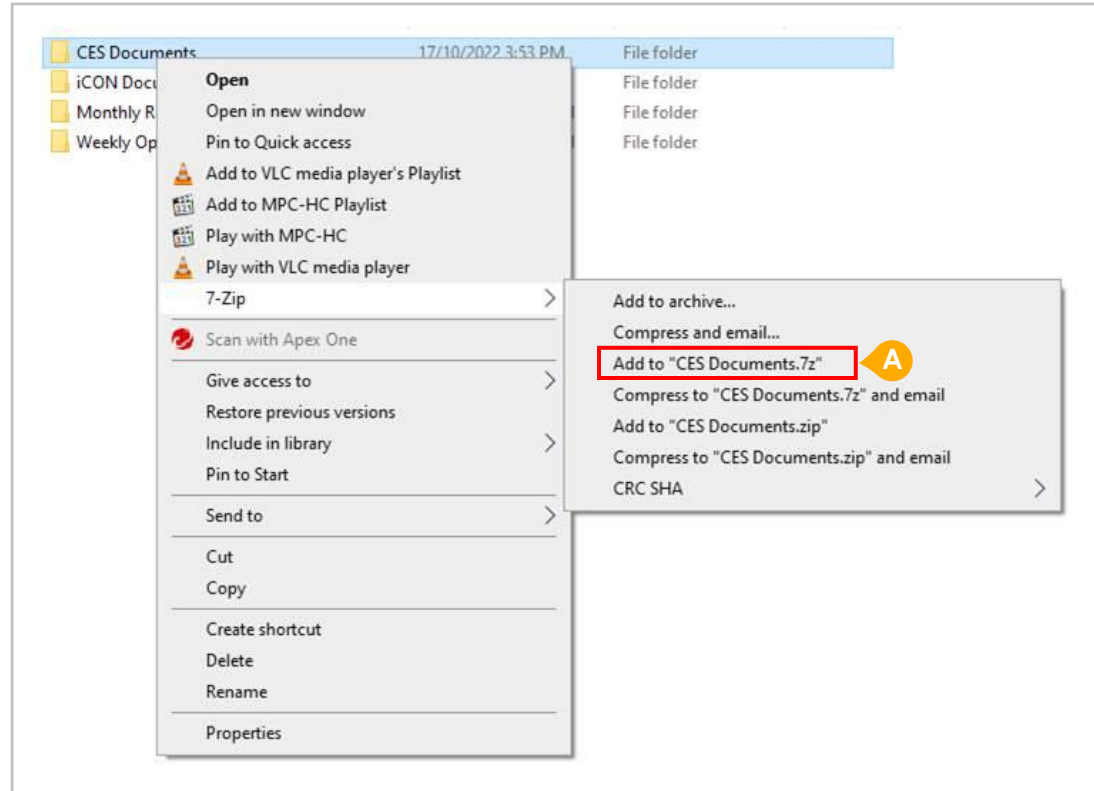 CES Documents 17/10/2022 3:53 PM File folder
iCON Docu File folder
Monthly R File folder
Weekly Op File folder
Open
Open in new window
Pin to Quick access
Add to VLC media player's Playlist
Add to MPC-HC Playlist
Play with MPC-HC
Play with VLC media player
7-Zip
Scan with Apex One
Give access to
Restore previous versions
Include in library
Pin to Start
Send to
Cut
Copy
Create shortcut
Delete
Rename
Properties
Add to archive...
Compress and email...
Add to "CES Documents.7z"
A
Compress to "CES Documents.7z" and email
Add to "CES Documents.zip"
Compress to "CES Documents.zip" and email
CRC SHA